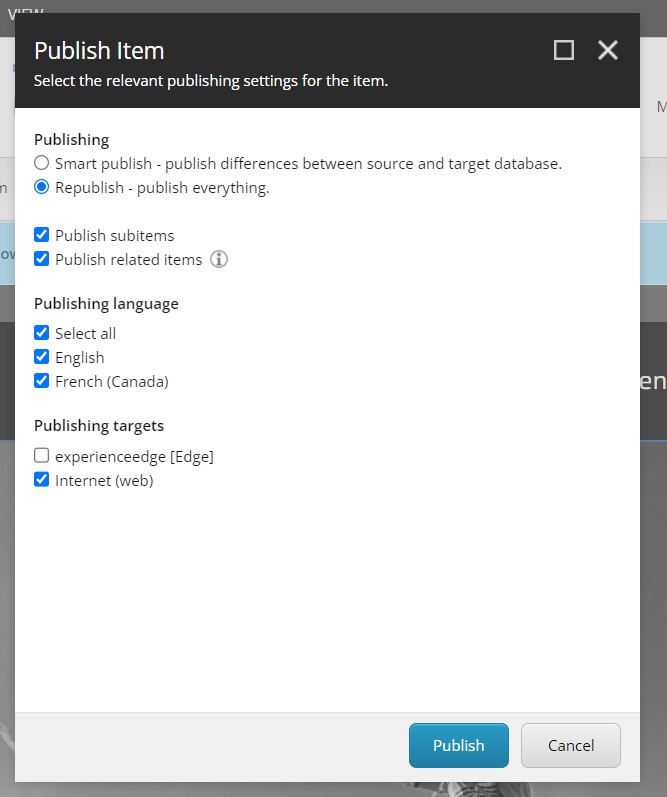 VIEW
Publish Item
Select the relevant publishing settings for the item.
Publishing
Smart publish - publish differences between source and target database.
Republish - publish everything.
Publish subitems
Publish related items
Publishing language
Select all
English
French (Canada)
Publishing targets
experienceedge [Edge]
Internet (web)
Publish
Cancel